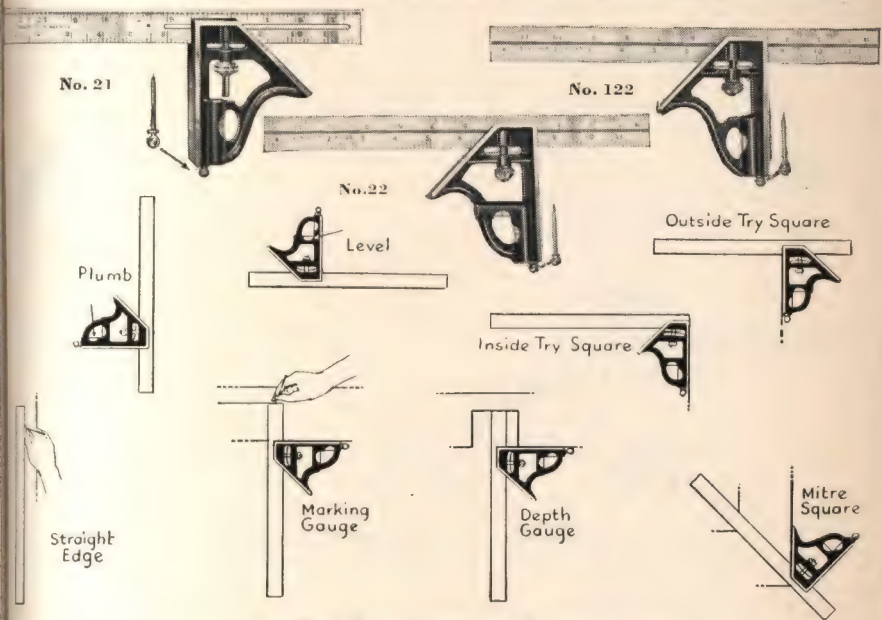 No. 21
No. 122
No.22
Outside Try Square
Level
Plumb
Inside Try Square
Marking
Gauge
Depth
Gauge
Mitre
Square
Straight
Edge